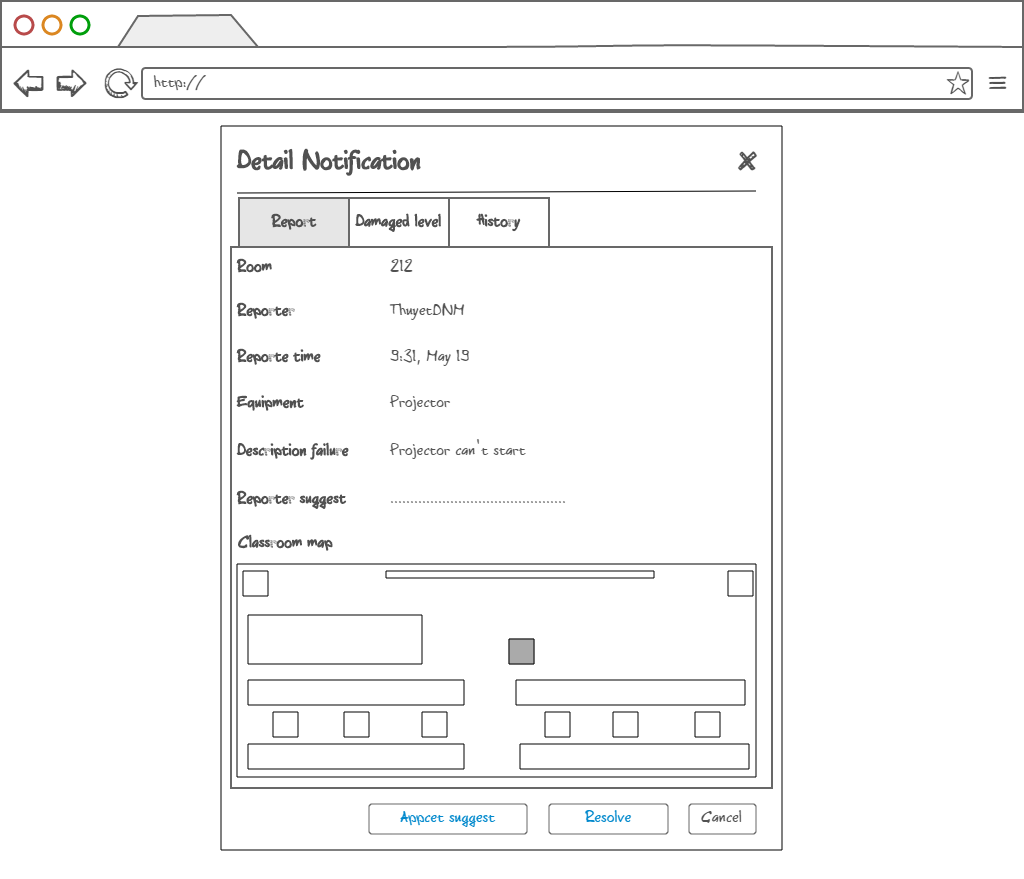 http://
Detail Notification
Report Damaged level History
Room 212
Reporter ThuyetDNM
Reporte time 9:31, May 19
Equipment Projector
Description failure Projector can't start
Reporter suggest ............................................
Classroom map
Appcet suggest Resolve Cancel